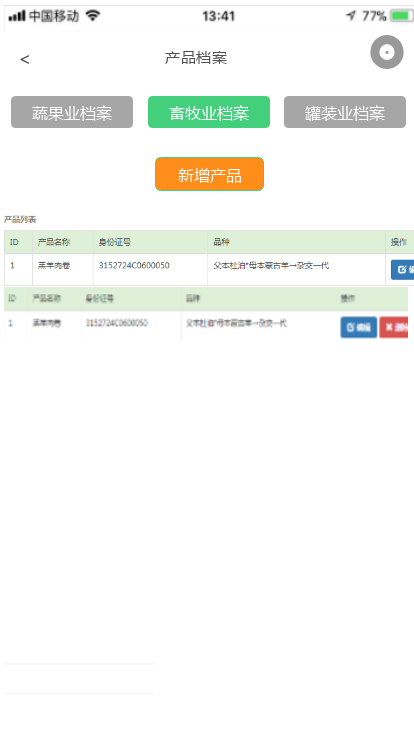 中国移动 13:41 77%
< 产品档案
蔬果业档案 畜牧业档案 罐装业档案
新增产品
产品列表
ID 产品名称 身份证号 品种 操作
1 羔羊肉卷 3152724C0600050 父本杜泊*母本蒙古羊→杂交一代 编
ID 产品名称 身份证号 品种 操作
1 羔羊肉卷 3152724C0600050 父本杜泊*母本蒙古羊→杂交一代 编辑 删除